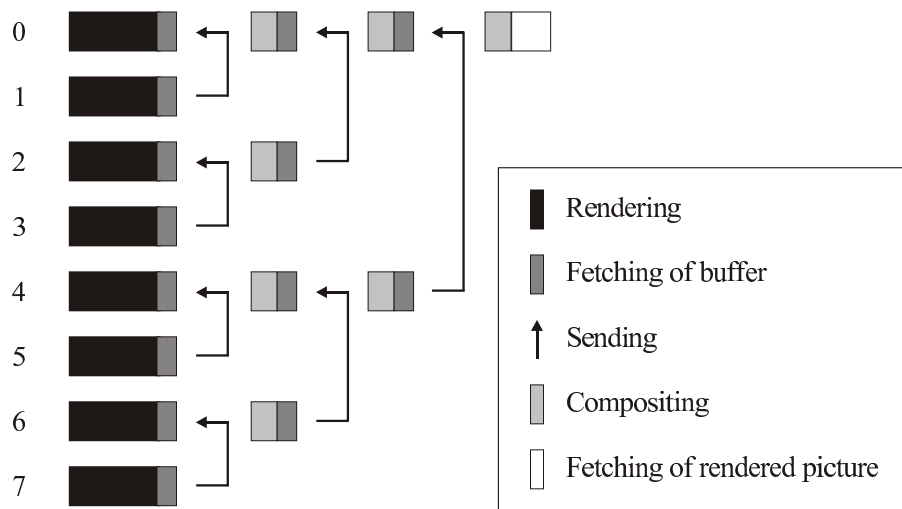 0
1
2
3
4
5
6
7
Rendering
Fetching of buffer
Sending
Compositing
Fetching of rendered picture